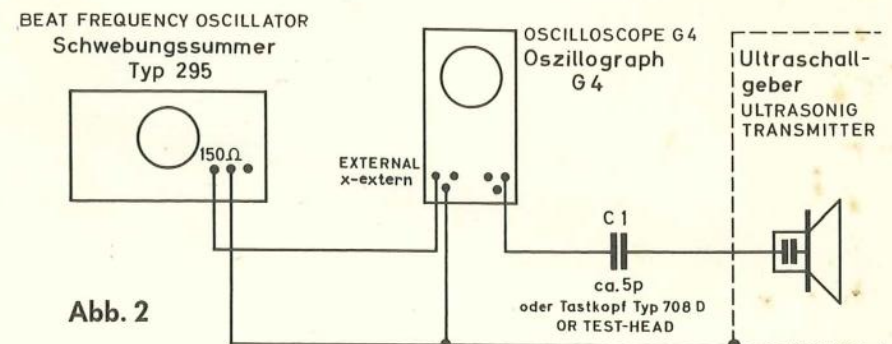 BEAT FREQUENCY OSCILLATOR
Schwebungssummer
Typ 295
150Ω
OSCILLOSCOPE G4
Oszillograph
G4
EXTERNAL
x-extern
Ultraschall-
geber
ULTRASONIG
TRANSMITTER
C 1
ca. 5p
oder Tastkopf Typ 708 D
OR TEST-HEAD
Abb. 2